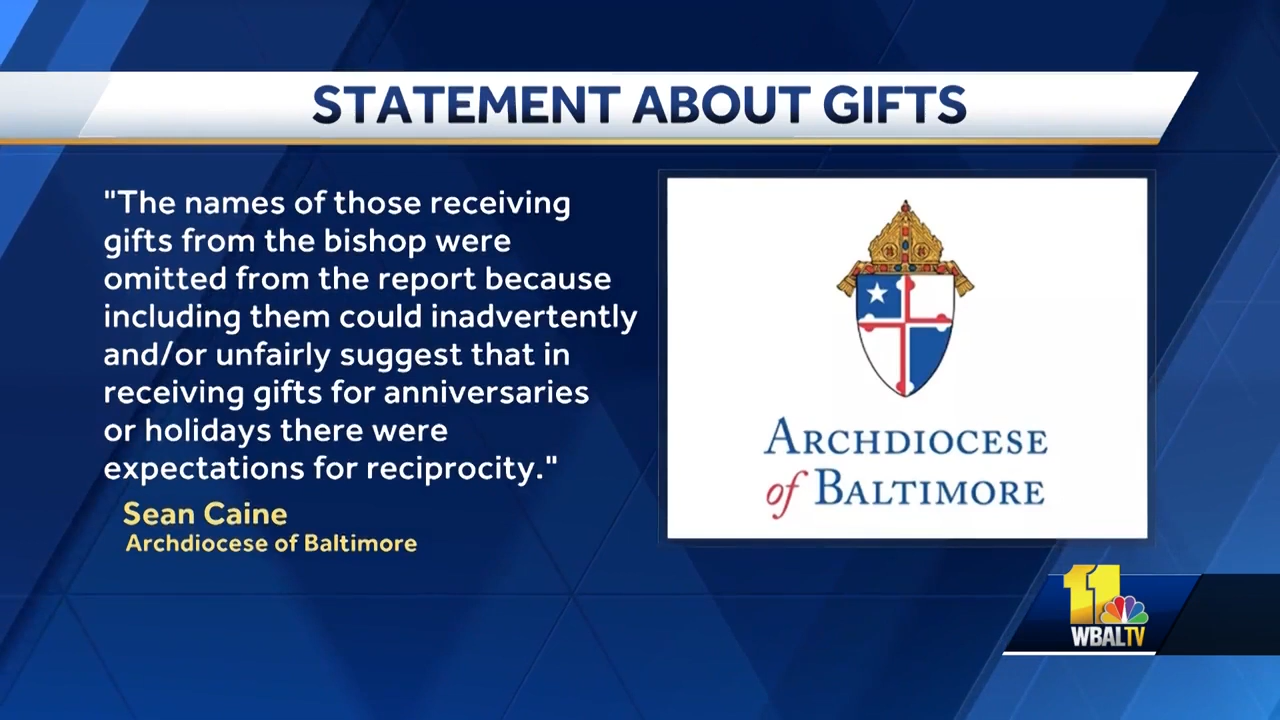 STATEMENT ABOUT GIFTS
"The names of those receiving
gifts from the bishop were
omitted from the report because
including them could inadvertently
and/or unfairly suggest that in
receiving gifts for anniversaries
or holidays there were
expectations for reciprocity."
Sean Caine
Archdiocese of Baltimore
ARCHDIOCESE
of BALTIMORE
11
WBALTV